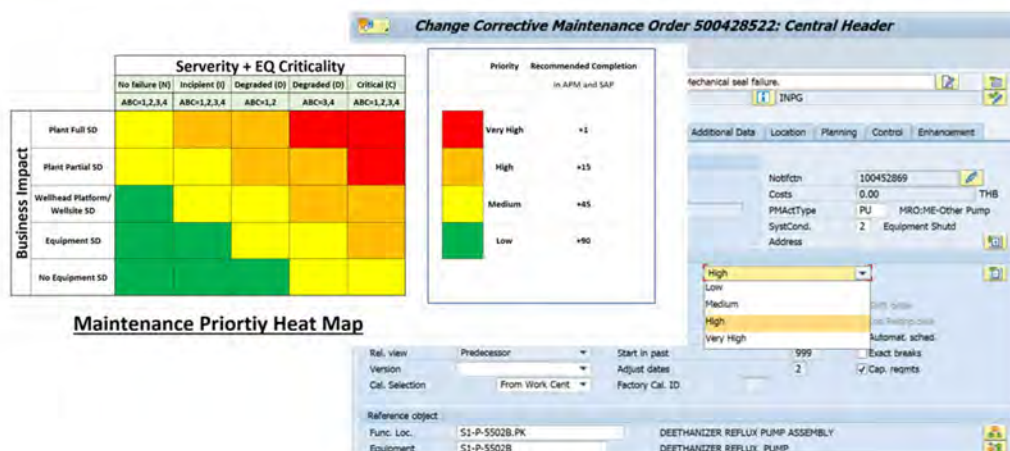 Change Corrective Maintenance Order 500428522: Central Header
Serverity + EQ Criticality
No failure (N) Incipient (I) Degraded (D) Degraded (D) Critical (C)
ABC=1,2,3,4 ABC=1,2,3,4 ABC=1,2 ABC=3,4 ABC=1,2,3,4
Business Impact
Plant Full SD
Plant Partial SD
Wellhead Platform/
Wellsite SD
Equipment SD
No Equipment SD
Maintenance Priortiy Heat Map
Priority Recommended Completion
in APM and SAP
Very High +1
High +15
Medium +45
Low +90
Mechanical seal failure.
INPG
Additional Data Location Planning Control Enhancement
Notifctn 100452869
Costs 0.00 THB
PMActType PU MRO:ME-Other Pump
SystCond. 2 Equipment Shutd
Address
High
Low
Medium
High
Very High
Automat. sched.
Rel. view Predecessor Start in past 999 Exact breaks
Version Adjust dates 2 Cap. reqmts
Cal. Selection From Work Cent Factory Cal. ID
Reference object
Func. Loc. S1-P-5502B.PK DEETHANIZER REFLUX PUMP ASSEMBLY
Equipment S1-P-5502B DEETHANIZER REFLUX PUMP